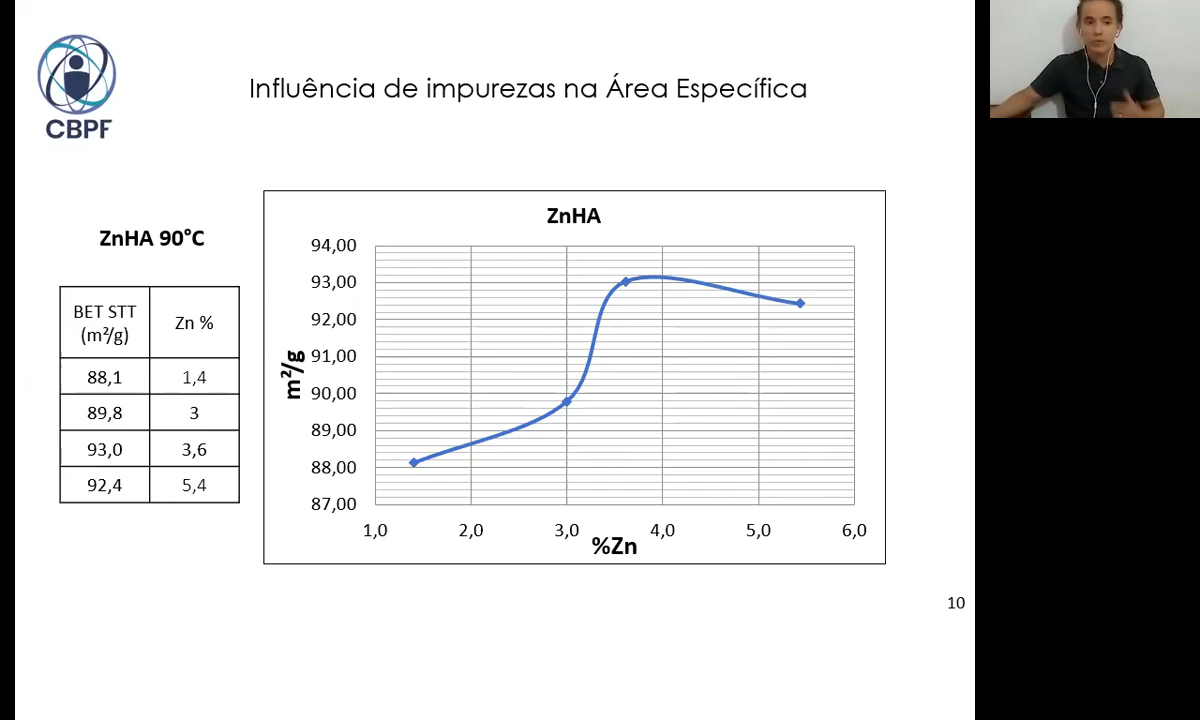 CBPF
Influência de impurezas na Área Específica
ZnHA 90°C
BET STT (m²/g) Zn %
88,1 1,4
89,8 3
93,0 3,6
92,4 5,4
ZnHA
94,00
93,00
92,00
91,00
90,00
89,00
88,00
87,00
m²/g
1,0 2,0 3,0 4,0 5,0 6,0
%Zn
10